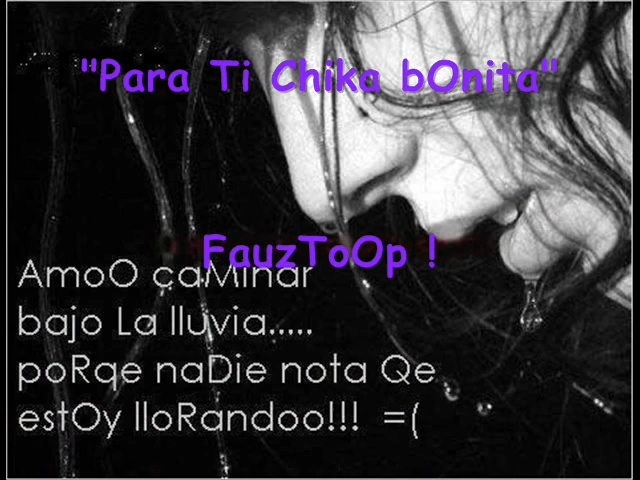 "Para Ti Chika bOnita"
FauzToOp !
AmoO caMinar
bajo La lluvia.....
poRqe naDie nota Qe
estOy lloRandoo!!! =(